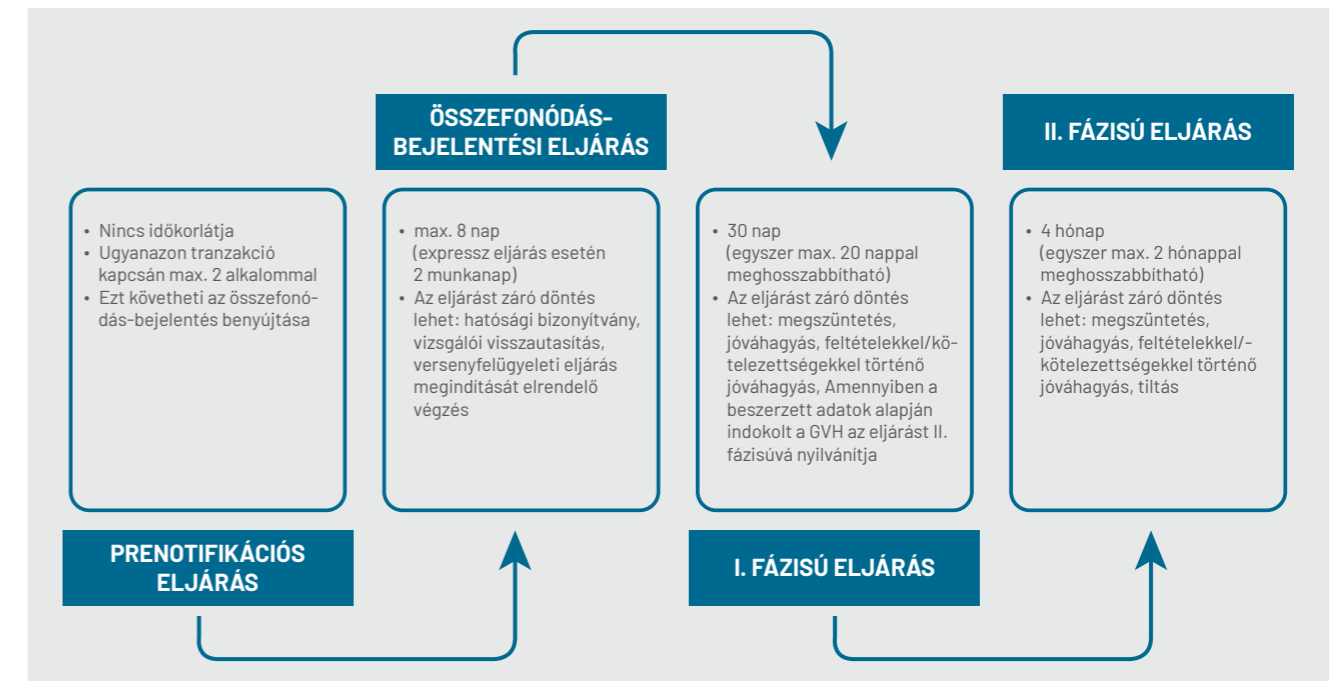 PRENOTIFIKÁCIÓS
ELJÁRÁS
• Nincs időkorlátja
• Ugyanazon tranzakció
kapcsán max. 2 alkalommal
• Ezt követheti az összefonó-
dás-bejelentés benyújtása
ÖSSZEFONÓDÁS-
BEJELENTÉSI ELJÁRÁS
• max. 8 nap
(expressz eljárás esetén
2 munkanap)
• Az eljárást záró döntés
lehet: hatósági bizonyítvány,
vizsgálói visszautasítás,
versenyfelügyeleti eljárás
megindítását elrendelő
végzés
I. FÁZISÚ ELJÁRÁS
• 30 nap
(egyszer max. 20 nappal
meghosszabbítható)
• Az eljárást záró döntés
lehet: megszüntetés,
jóváhagyás, feltételekkel/kö-
telezettségekkel történő
jóváhagyás, Amennyiben a
beszerzett adatok alapján
indokolt a GVH az eljárást II.
fázisúvá nyilvánítja
II. FÁZISÚ ELJÁRÁS
• 4 hónap
(egyszer max. 2 hónappal
meghosszabbítható)
• Az eljárást záró döntés
lehet: megszüntetés,
jóváhagyás, feltételekkel/-
kötelezettségekkel történő
jóváhagyás, tiltás